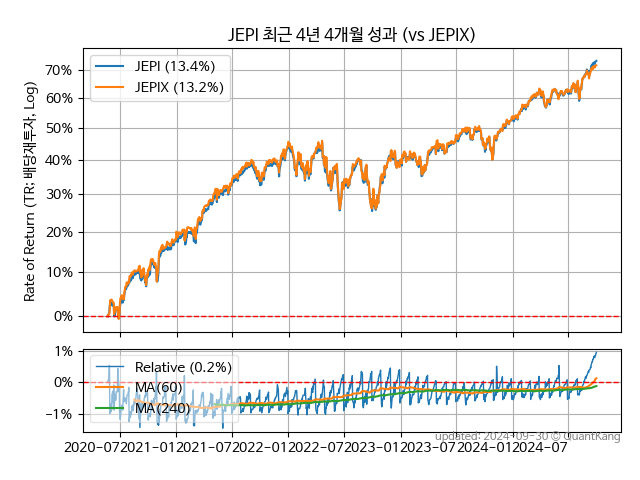 JEPI 최근 4년 4개월 성과 (vs JEPIX)
Rate of Return (TR: 배당재투자, Log)
70%
60%
50%
40%
30%
20%
10%
0%
JEPI (13.4%)
JEPIX (13.2%)
1%
0%
−1%
Relative (0.2%)
MA(60)
MA(240)
2020-07
2021-01
2021-07
2022-01
2022-07
2023-01
2023-07
2024-01
2024-07
updated: 2024-09-30 © QuantKang